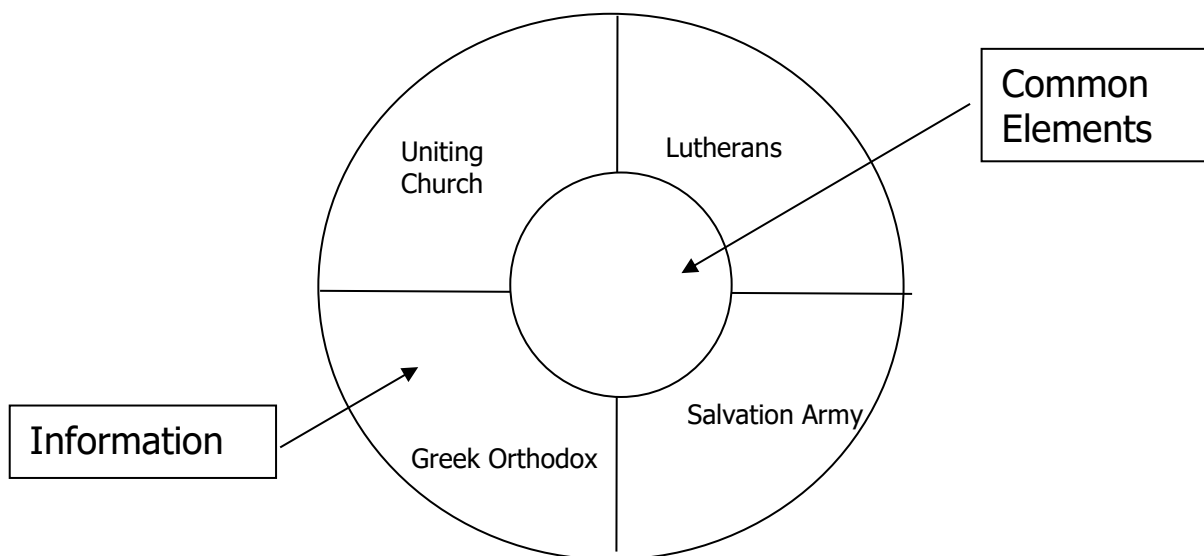 Common
Elements
Uniting
Church
Lutherans
Information
Greek Orthodox
Salvation Army